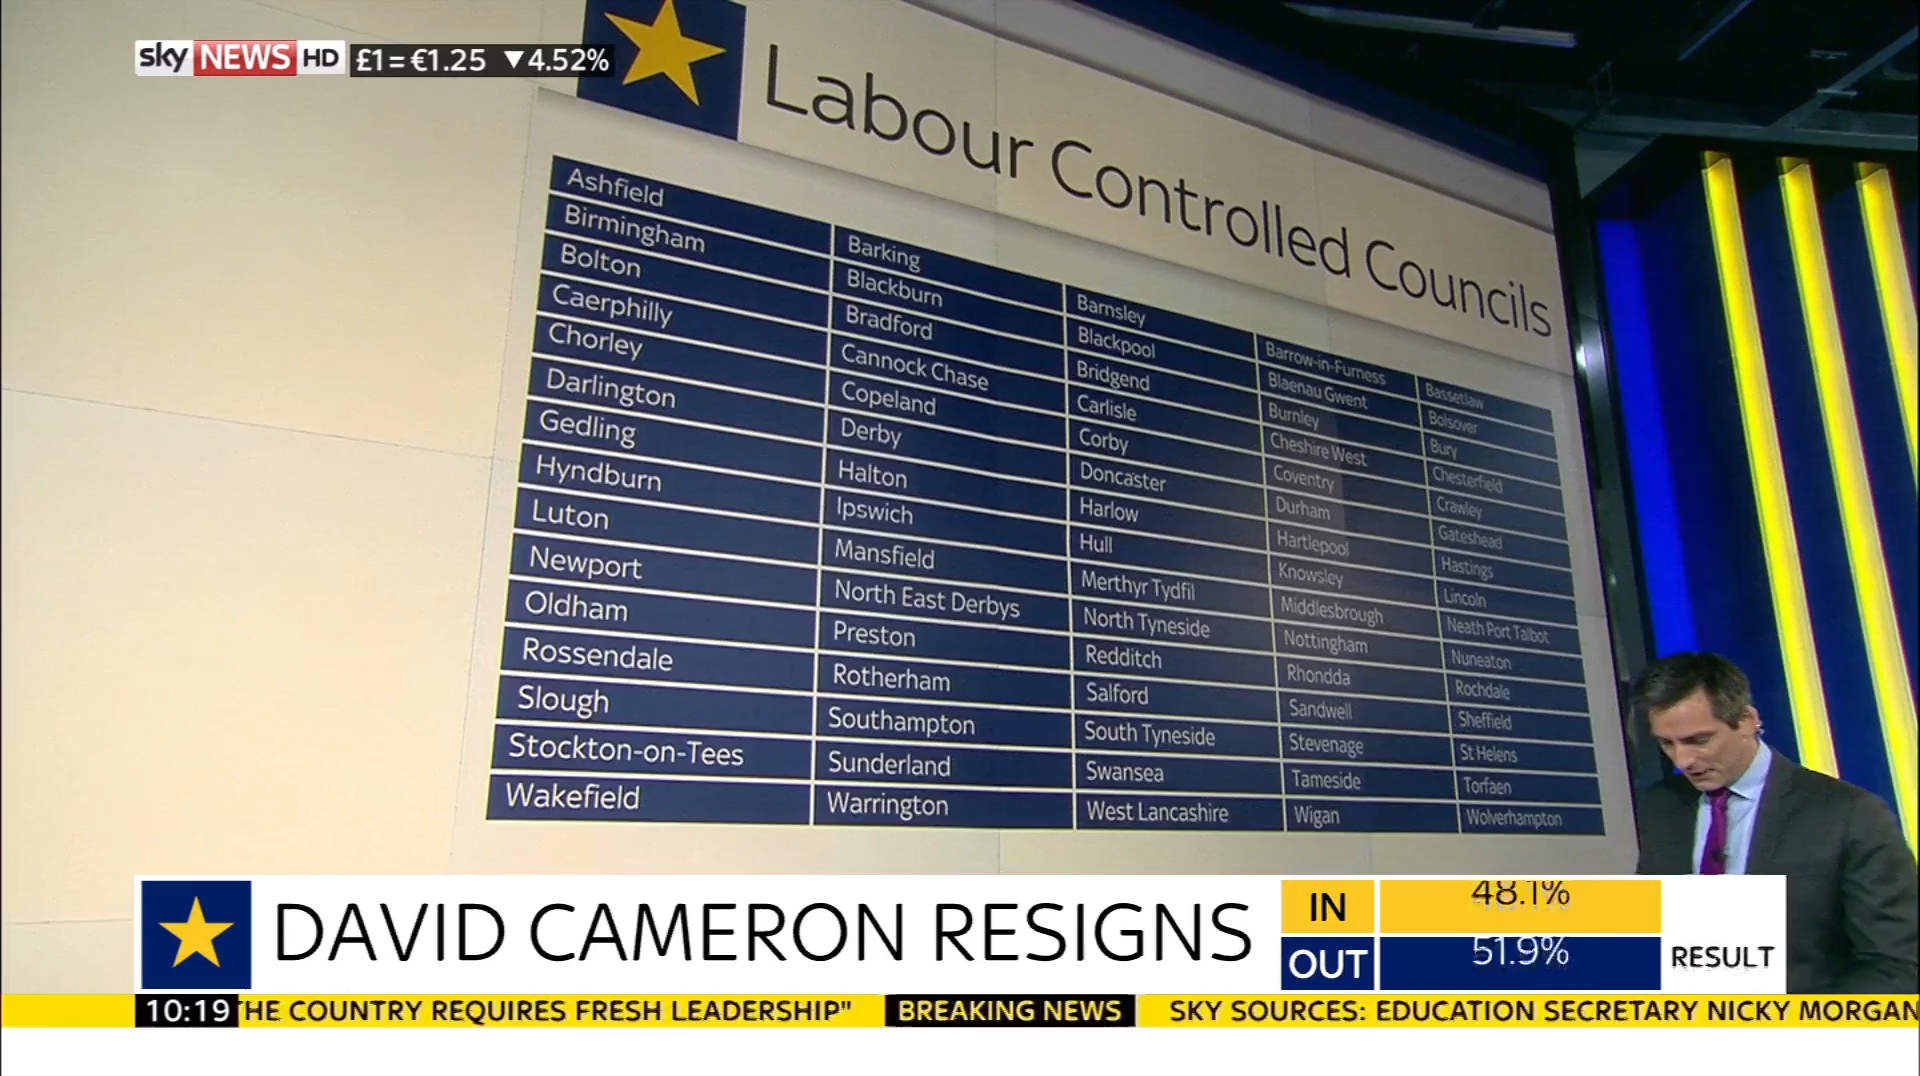 sky NEWS HD £1=€1.25 ▼4.52%
Labour Controlled Councils
Ashfield Barking Barnsley Barrow-in-Furness Bassetlaw
Birmingham Blackburn Blackpool Blaenau Gwent Bolsover
Bolton Bradford Bridgend Burnley Bury
Caerphilly Cannock Chase Carlisle Cheshire West Chesterfield
Chorley Copeland Corby Coventry Crawley
Darlington Derby Doncaster Durham Gateshead
Gedling Halton Harlow Hartlepool Hastings
Hyndburn Ipswich Hull Knowsley Lincoln
Luton Mansfield Merthyr Tydfil Middlesbrough Neath Port Talbot
Newport North East Derbys North Tyneside Nottingham Nuneaton
Oldham Preston Redditch Rhondda Rochdale
Rossendale Rotherham Salford Sandwell Sheffield
Slough Southampton South Tyneside Stevenage St Helens
Stockton-on-Tees Sunderland Swansea Tameside Torfaen
Wakefield Warrington West Lancashire Wigan Wolverhampton
DAVID CAMERON RESIGNS
IN 48.1%
OUT 51.9%
RESULT
10:19 HE COUNTRY REQUIRES FRESH LEADERSHIP" BREAKING NEWS SKY SOURCES: EDUCATION SECRETARY NICKY MORGAN